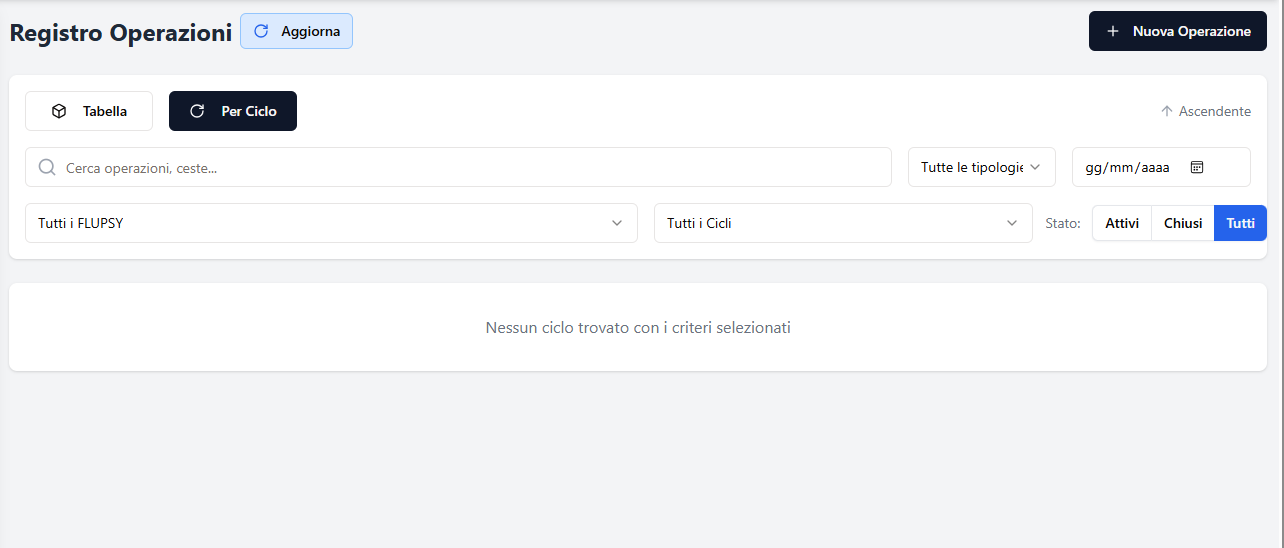 Registro Operazioni
Aggiorna
Nuova Operazione
Tabella
Per Ciclo
Ascendente
Cerca operazioni, ceste...
Tutte le tipologie
gg/mm/aaaa
Tutti i FLUPSY
Tutti i Cicli
Stato:
Attivi
Chiusi
Tutti
Nessun ciclo trovato con i criteri selezionati